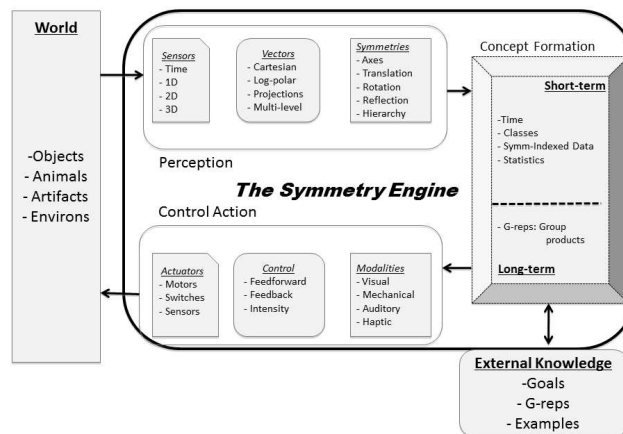 World
-Objects
- Animals
- Artifacts
- Environs
Sensors
- Time
- 1D
- 2D
- 3D
Vectors
- Cartesian
- Log-polar
- Projections
- Multi-level
Symmetries
- Axes
- Translation
- Rotation
- Reflection
- Hierarchy
Perception
The Symmetry Engine
Control Action
Actuators
- Motors
- Switches
- Sensors
Control
- Feedforward
- Feedback
- Intensity
Modalities
- Visual
- Mechanical
- Auditory
- Haptic
Concept Formation
Short-term
-Time
- Classes
- Symm-Indexed Data
- Statistics
- G-reps: Group
products
Long-term
External Knowledge
-Goals
- G-reps
- Examples